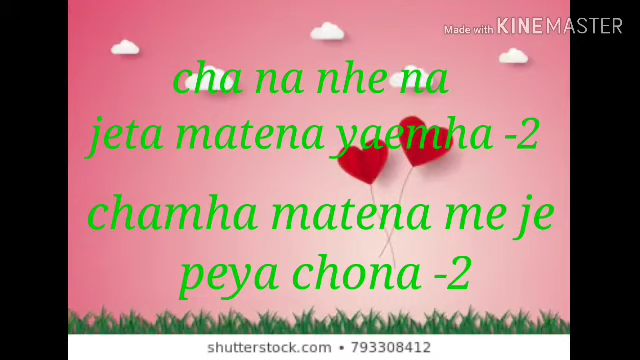 Made with KINEMASTER
cha na nhe na
jeta matena yaemha -2
chamha matena me je
peya chona -2
shutterstock.com • 793308412